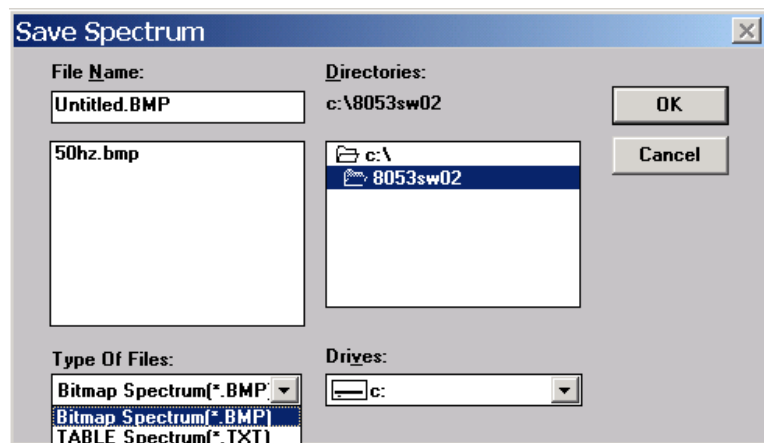 Save Spectrum
File Name:
Directories:
Untitled.BMP
c:\8053sw02
OK
50hz.bmp
c:\
Cancel
8053sw02
Type Of Files:
Drives:
Bitmap Spectrum(*.BMP)
c:
Bitmap Spectrum(*.BMP)
TABLE Spectrum(*.TXT)